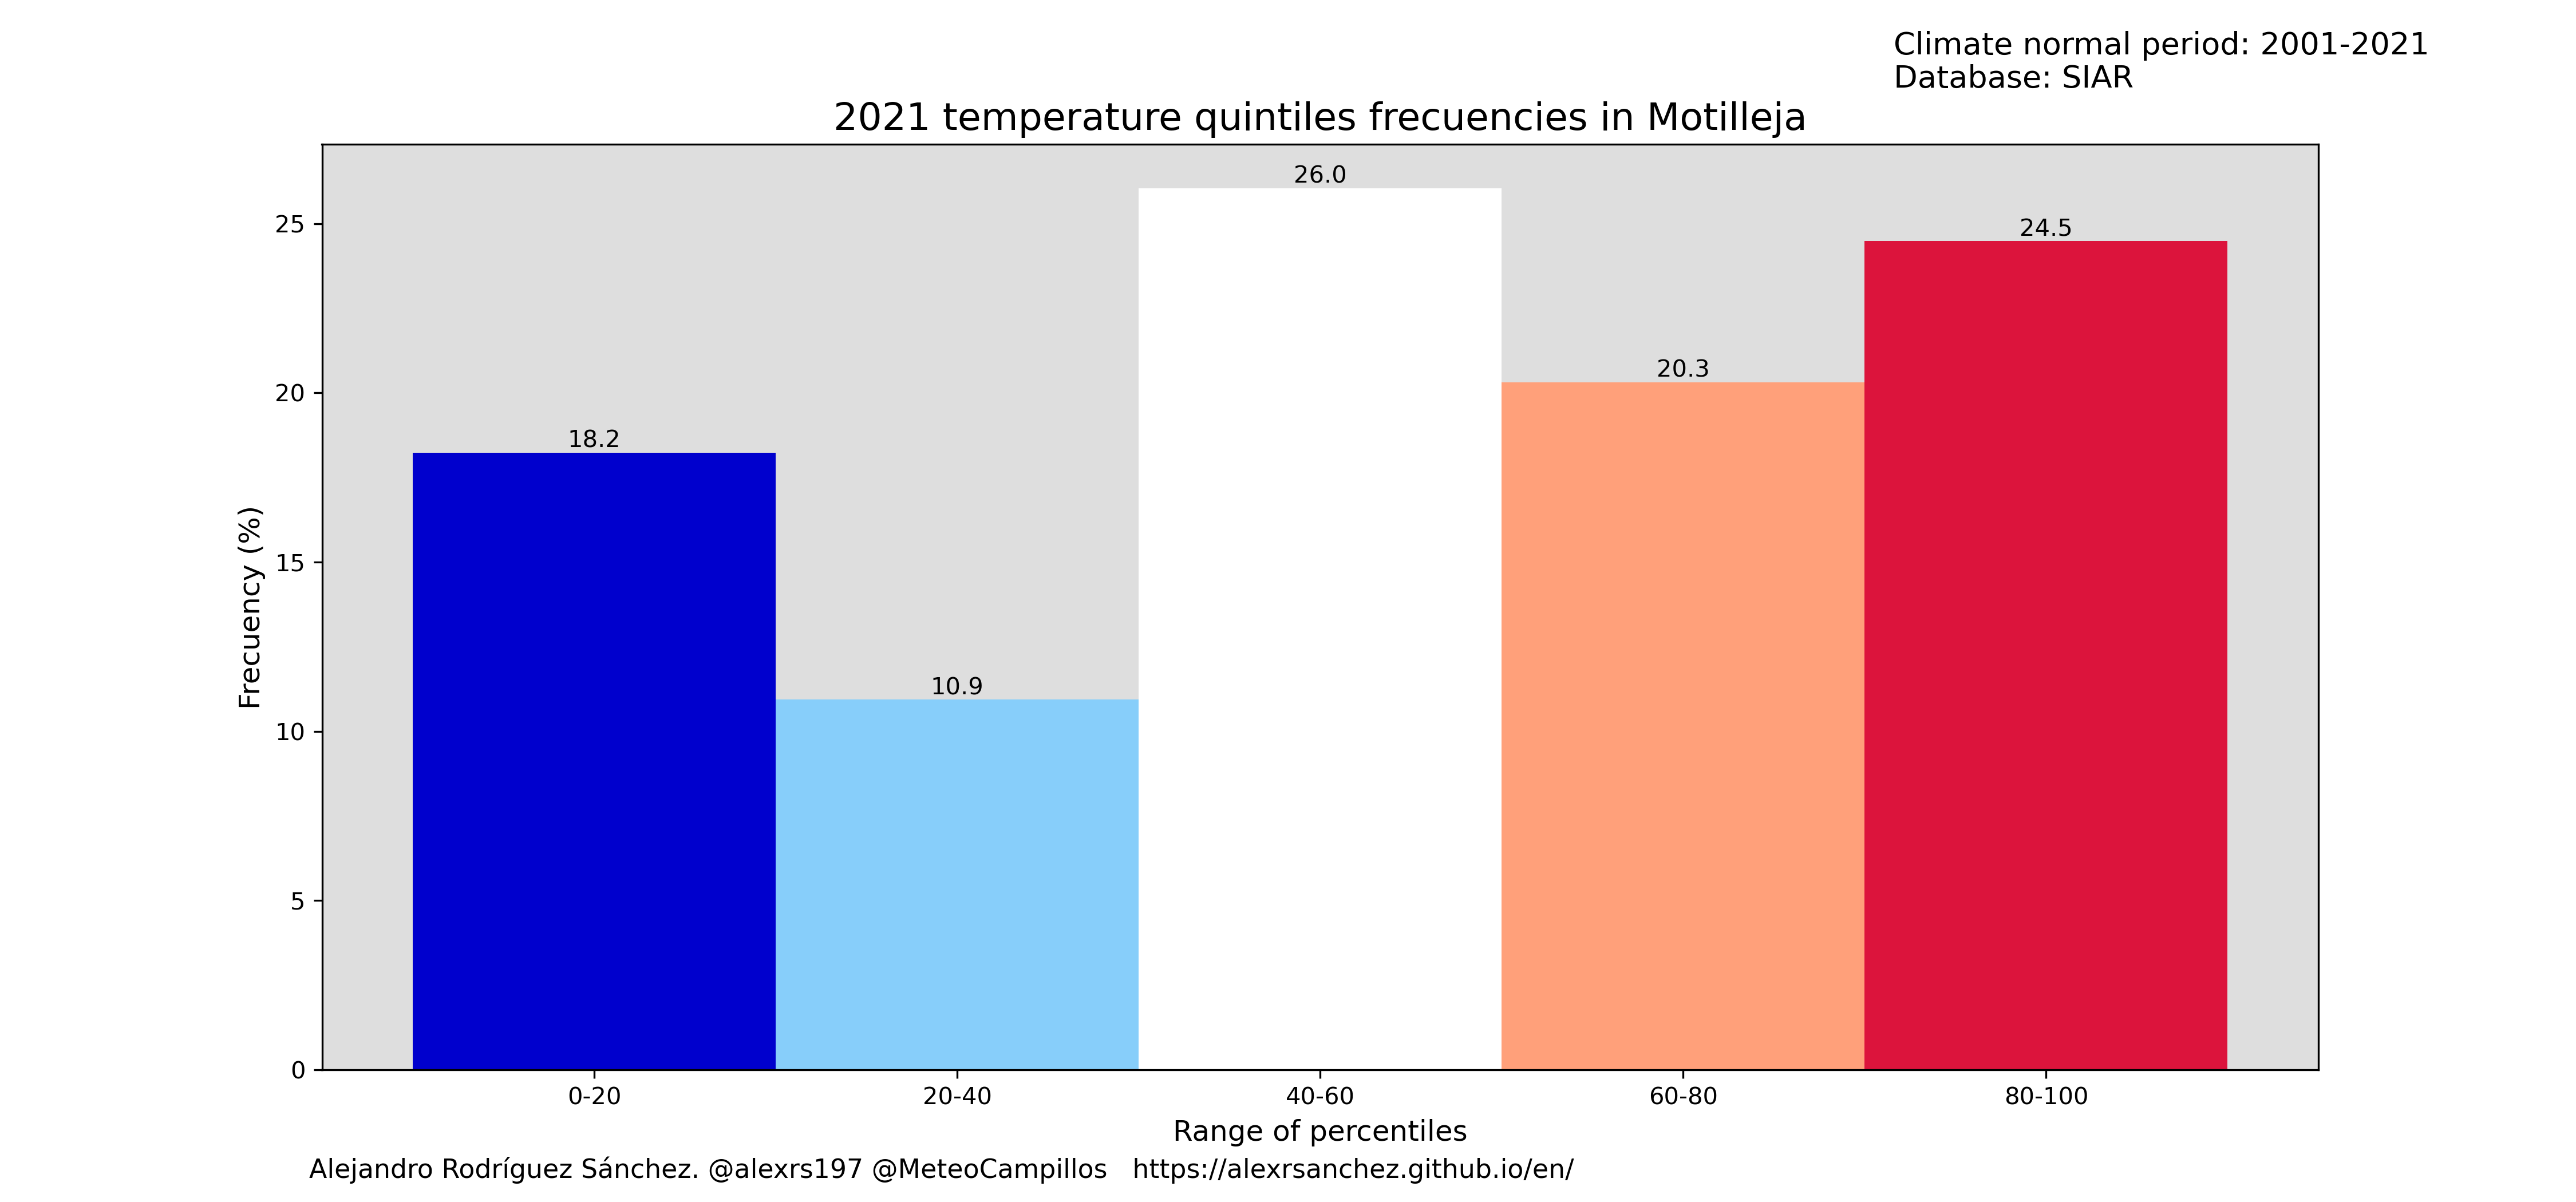 Climate normal period: 2001-2021
Database: SIAR
2021 temperature quintiles frecuencies in Motilleja
26.0
25
24.5
20.3
20
18.2
15
10.9
10
5
0
Frecuency (%)
0-20 20-40 40-60 60-80 80-100
Range of percentiles
Alejandro Rodríguez Sánchez. @alexrs197 @MeteoCampillos https://alexrsanchez.github.io/en/